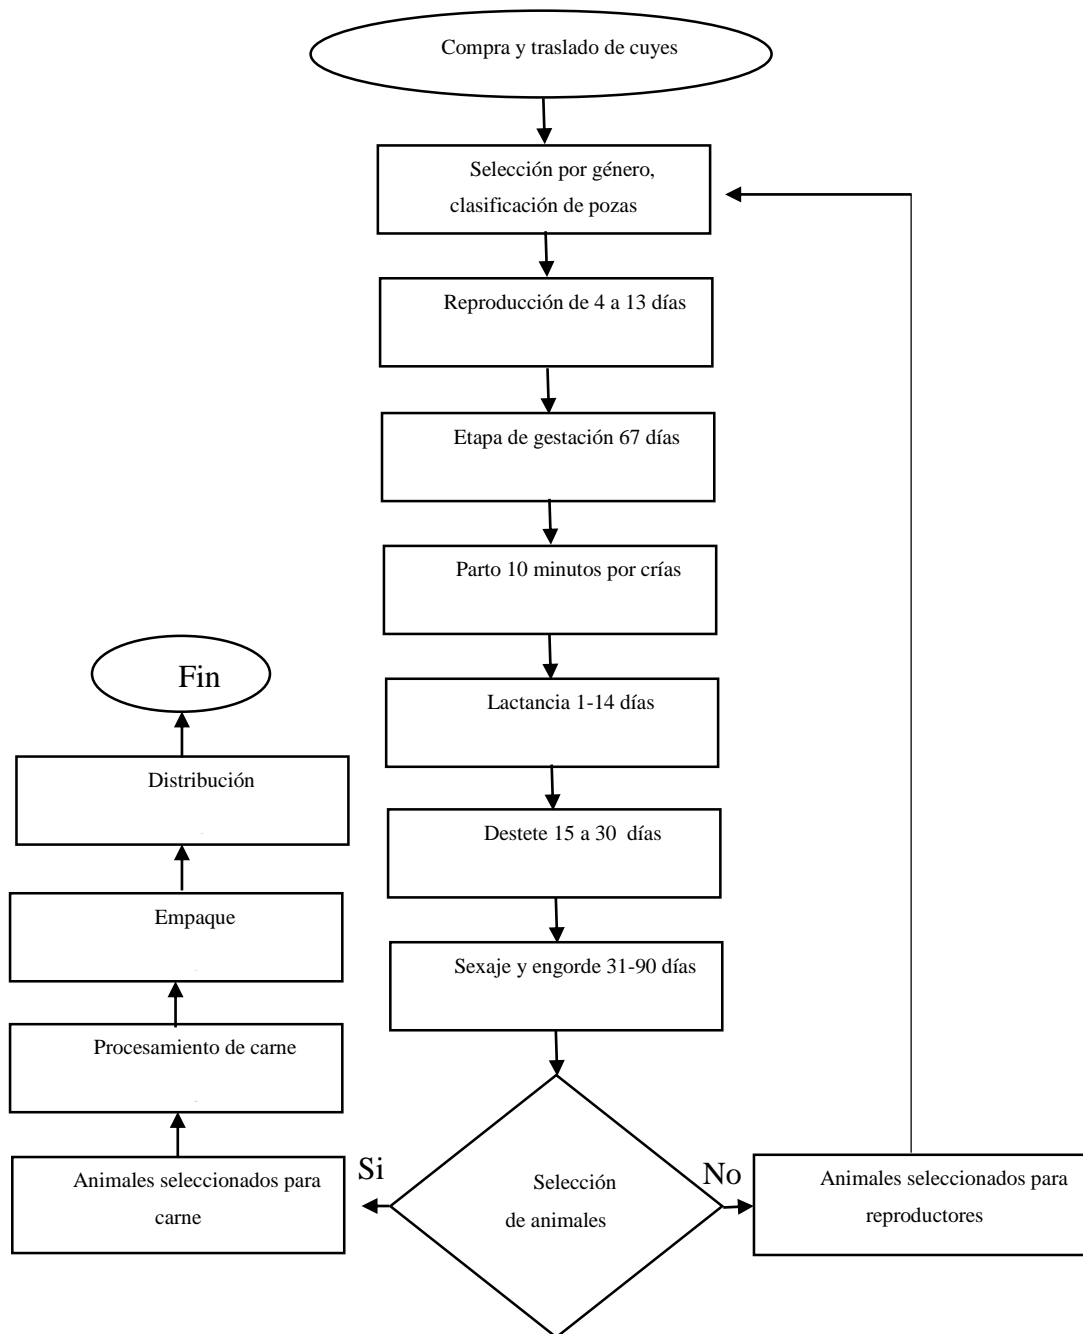 Compra y traslado de cuyes
Selección por género,
clasificación de pozas
Reproducción de 4 a 13 días
Etapa de gestación 67 días
Parto 10 minutos por crías
Lactancia 1-14 días
Destete 15 a 30 días
Sexaje y engorde 31-90 días
Selección
de animales
Si
No
Animales seleccionados para
carne
Procesamiento de carne
Empaque
Distribución
Fin
Animales seleccionados para
reproductores